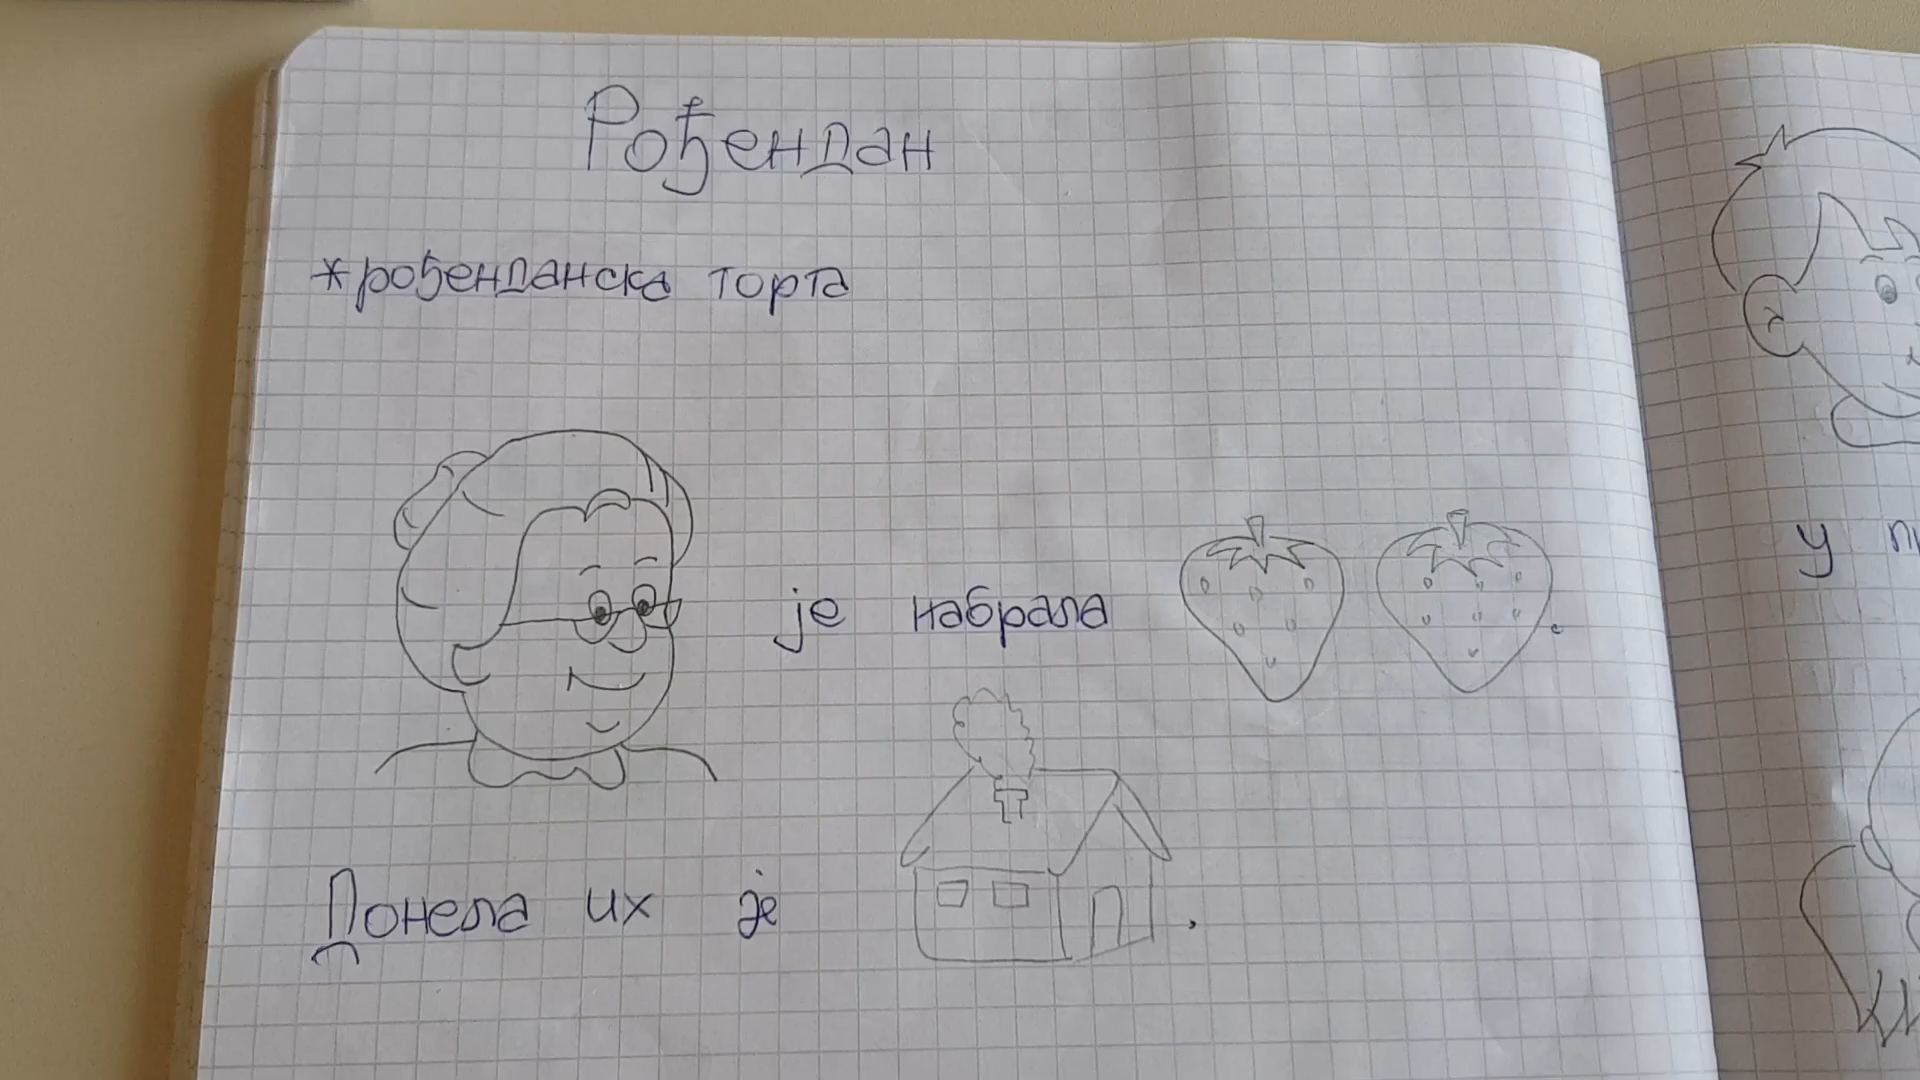 Рођендан
*рођенданска торта
је набрала .
Донела их је .
у